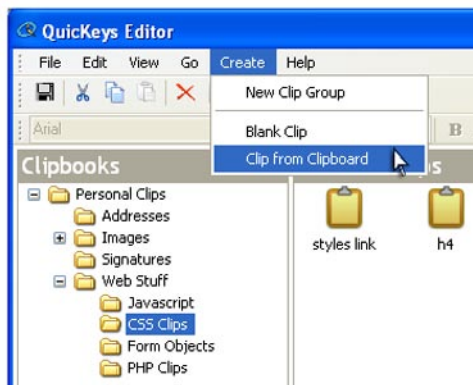 QuicKeys Editor
File Edit View Go Create Help
New Clip Group
Arial B
Blank Clip
Clip from Clipboard
Clipbooks
Personal Clips
Addresses
Images
Signatures
Web Stuff
Javascript
CSS Clips
Form Objects
PHP Clips
styles link h4